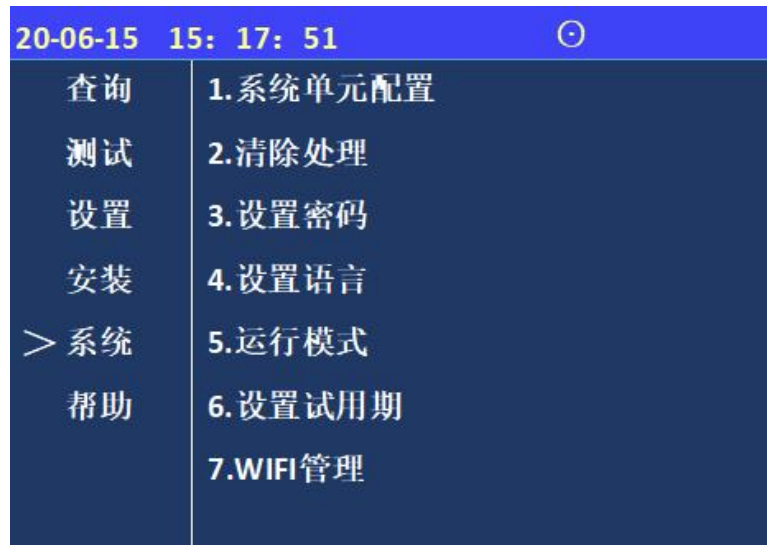 20-06-15 15: 17: 51
查询
测试
设置
安装
＞系统
帮助
1.系统单元配置
2.清除处理
3.设置密码
4.设置语言
5.运行模式
6.设置试用期
7.WIFI管理